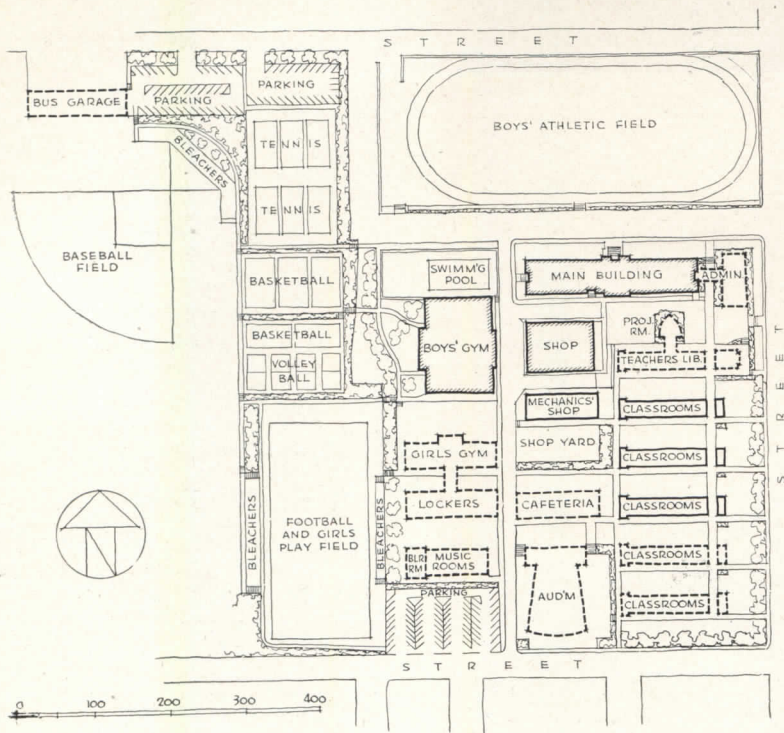 STREET
BUS GARAGE
PARKING
PARKING
BLEACHERS
TENNIS
TENNIS
BOYS' ATHLETIC FIELD
BASEBALL
FIELD
BASKETBALL
SWIMM'G
POOL
MAIN BUILDING
ADMIN.
BASKETBALL
VOLLEY
BALL
BOYS' GYM
SHOP
PROJ.
RM.
TEACHERS LIB.
STREET
MECHANICS'
SHOP
CLASSROOMS
SHOP YARD
CLASSROOMS
GIRLS GYM
LOCKERS
CAFETERIA
CLASSROOMS
BLEACHERS
FOOTBALL
AND GIRLS
PLAY FIELD
BLEACHERS
BLR
RM
MUSIC
ROOMS
CLASSROOMS
PARKING
AUD'M
CLASSROOMS
STREET
0 100 200 300 400